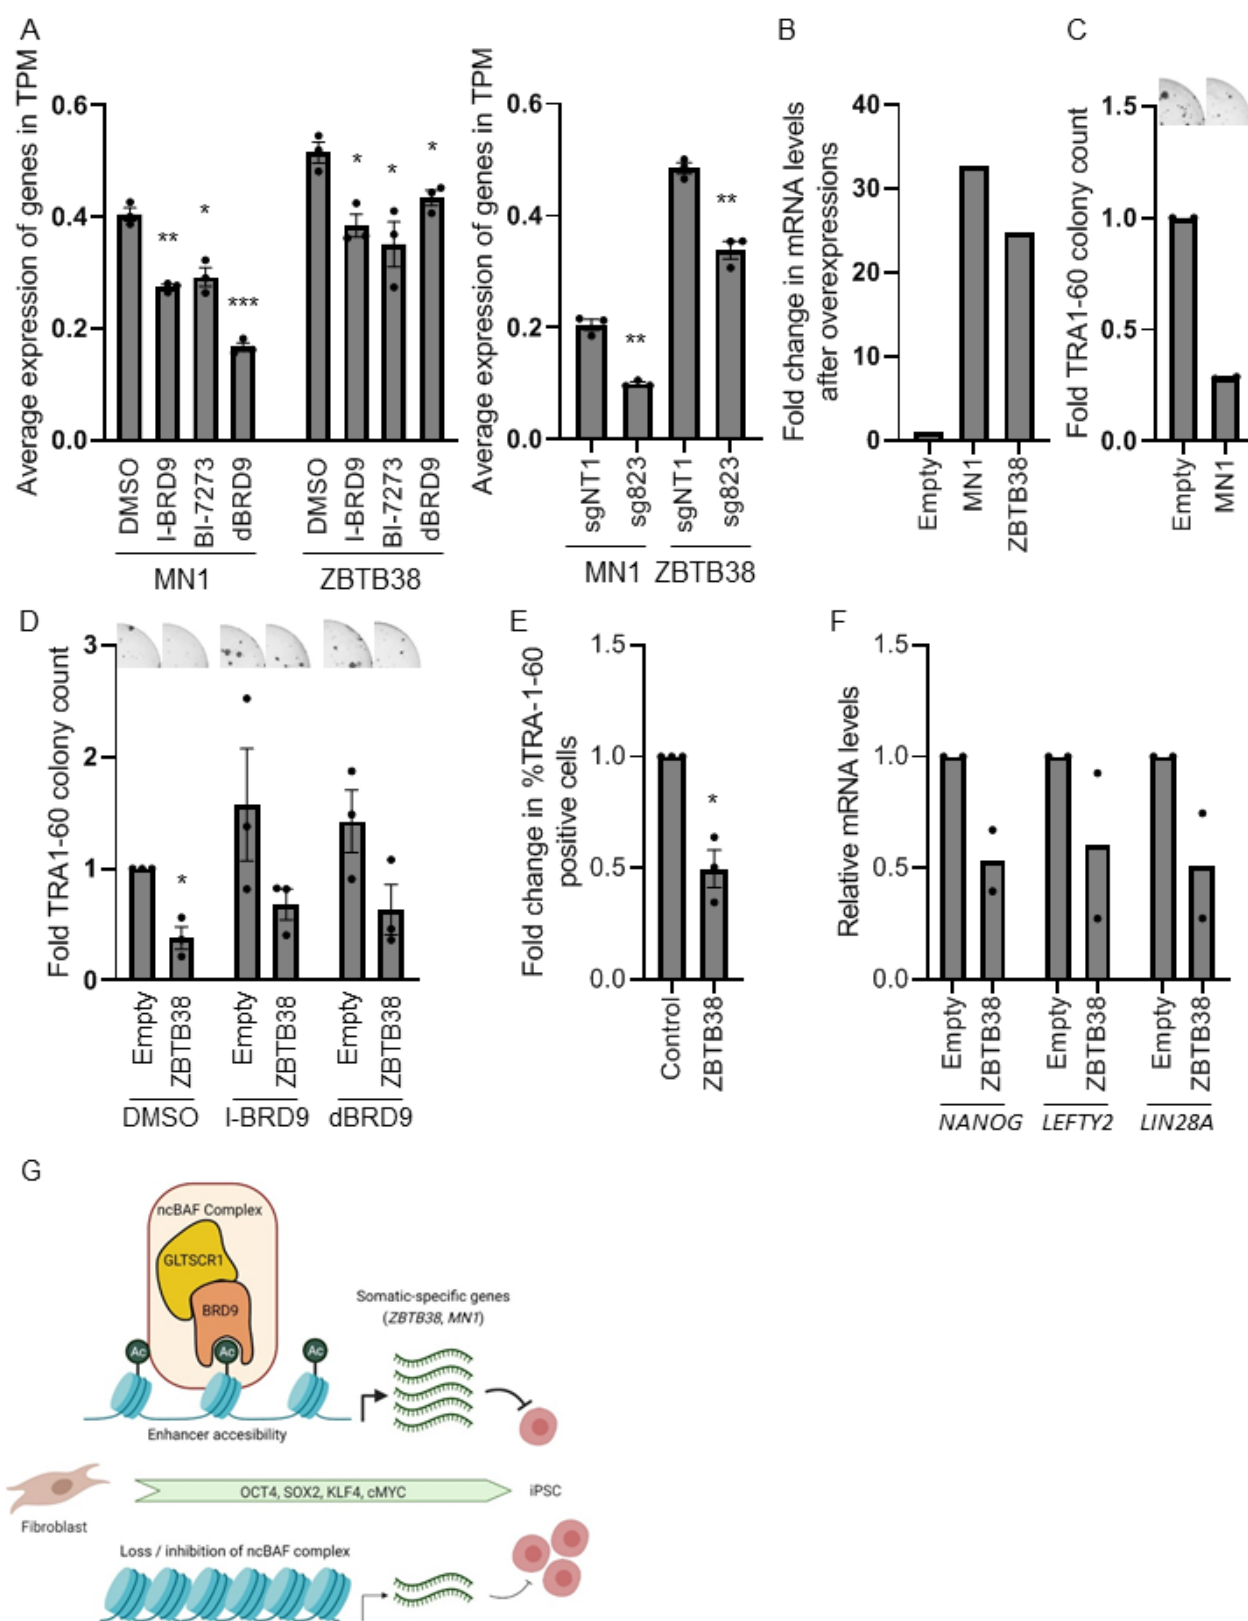 A
Average expression of genes in TPM
0.6
0.4
0.2
0.0
**
*
***
*
*
*
DMSO
I-BRD9
BI-7273
dBRD9
DMSO
I-BRD9
BI-7273
dBRD9
MN1
ZBTB38
Average expression of genes in TPM
0.6
0.4
0.2
0.0
**
**
sgNT1
sg823
sgNT1
sg823
MN1
ZBTB38
B
Fold change in mRNA levels
after overexpressions
40
30
20
10
0
Empty
MN1
ZBTB38
C
Fold TRA1-60 colony count
1.5
1.0
0.5
0.0
Empty
MN1
D
Fold TRA1-60 colony count
3
2
1
0
*
Empty
ZBTB38
Empty
ZBTB38
Empty
ZBTB38
DMSO
I-BRD9
dBRD9
E
Fold change in %TRA-1-60
positive cells
1.5
1.0
0.5
0.0
*
Control
ZBTB38
F
Relative mRNA levels
1.5
1.0
0.5
0.0
Empty
ZBTB38
Empty
ZBTB38
Empty
ZBTB38
NANOG
LEFTY2
LIN28A
G
ncBAF Complex
GLTSCR1
BRD9
Ac
Ac
Ac
Somatic-specific genes
(ZBTB38, MN1)
Enhancer accesibility
OCT4, SOX2, KLF4, cMYC
iPSC
Fibroblast
Loss / inhibition of ncBAF complex